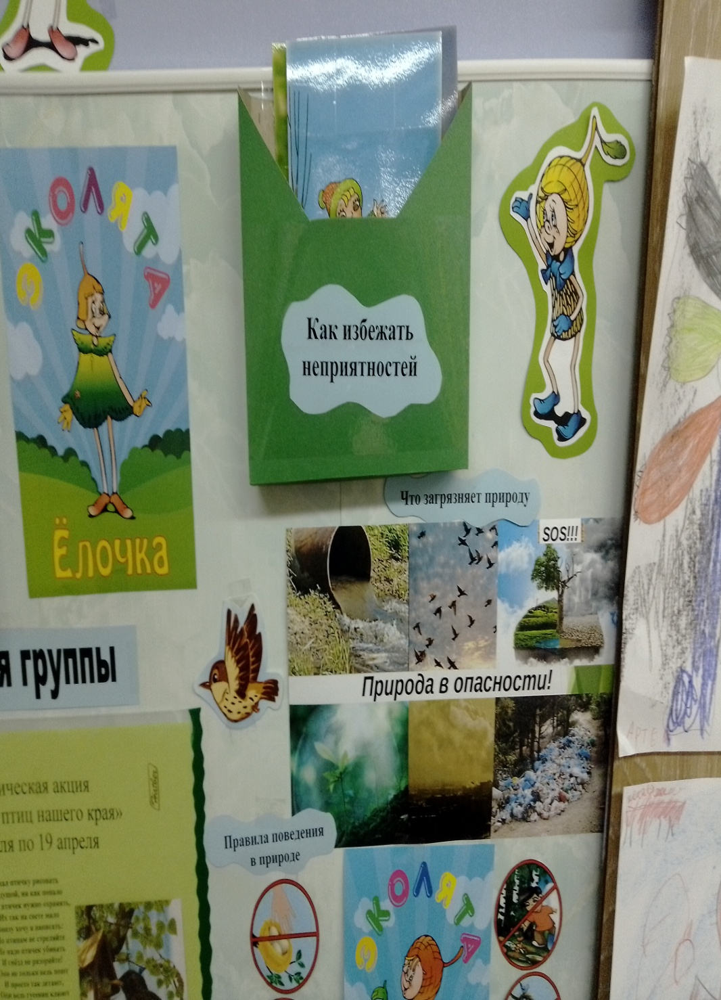 ЭКОЛЯТА
Ёлочка
Как избежать
неприятностей
Что загрязняет природу
SOS!!!
Природа в опасности!
я группы
ическая акция
птиц нашего края»
ля по 19 апреля
Правила поведения
в природе
ЭКОЛЯТА
АРТЕ